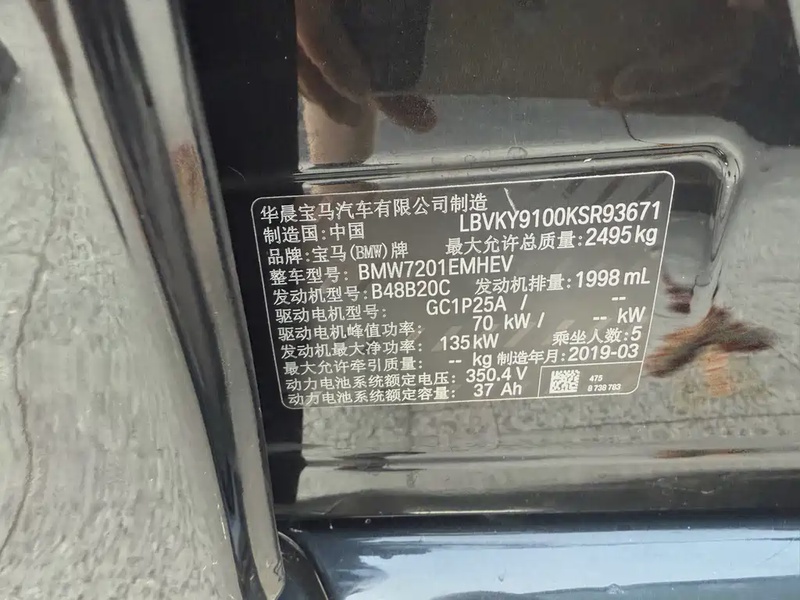 华晨宝马汽车有限公司制造
制造国:中国 LBVKY9100KSR93671
品牌:宝马(BMW)牌 最大允许总质量:2495kg
整车型号: BMW7201EMHEV
发动机型号: B48B20C 发动机排量:1998 mL
驱动电机型号: GC1P25A / --
驱动电机峰值功率: 70 kW / -- kW
发动机最大净功率: 135kW 乘坐人数:5
最大允许牵引质量: -- kg 制造年月:2019-03
动力电池系统额定电压: 350.4 V
动力电池系统额定容量: 37 Ah
475
8 738 783